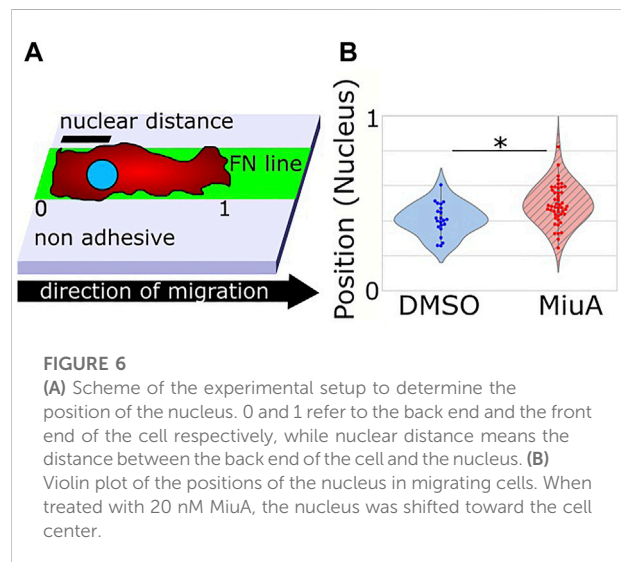 A
nuclear distance
FN line
0
1
non adhesive
direction of migration
B
Position (Nucleus)
1
*
0
DMSO
MiuA
FIGURE 6
(A) Scheme of the experimental setup to determine the
position of the nucleus. 0 and 1 refer to the back end and the front
end of the cell respectively, while nuclear distance means the
distance between the back end of the cell and the nucleus. (B)
Violin plot of the positions of the nucleus in migrating cells. When
treated with 20 nM MiuA, the nucleus was shifted toward the cell
center.